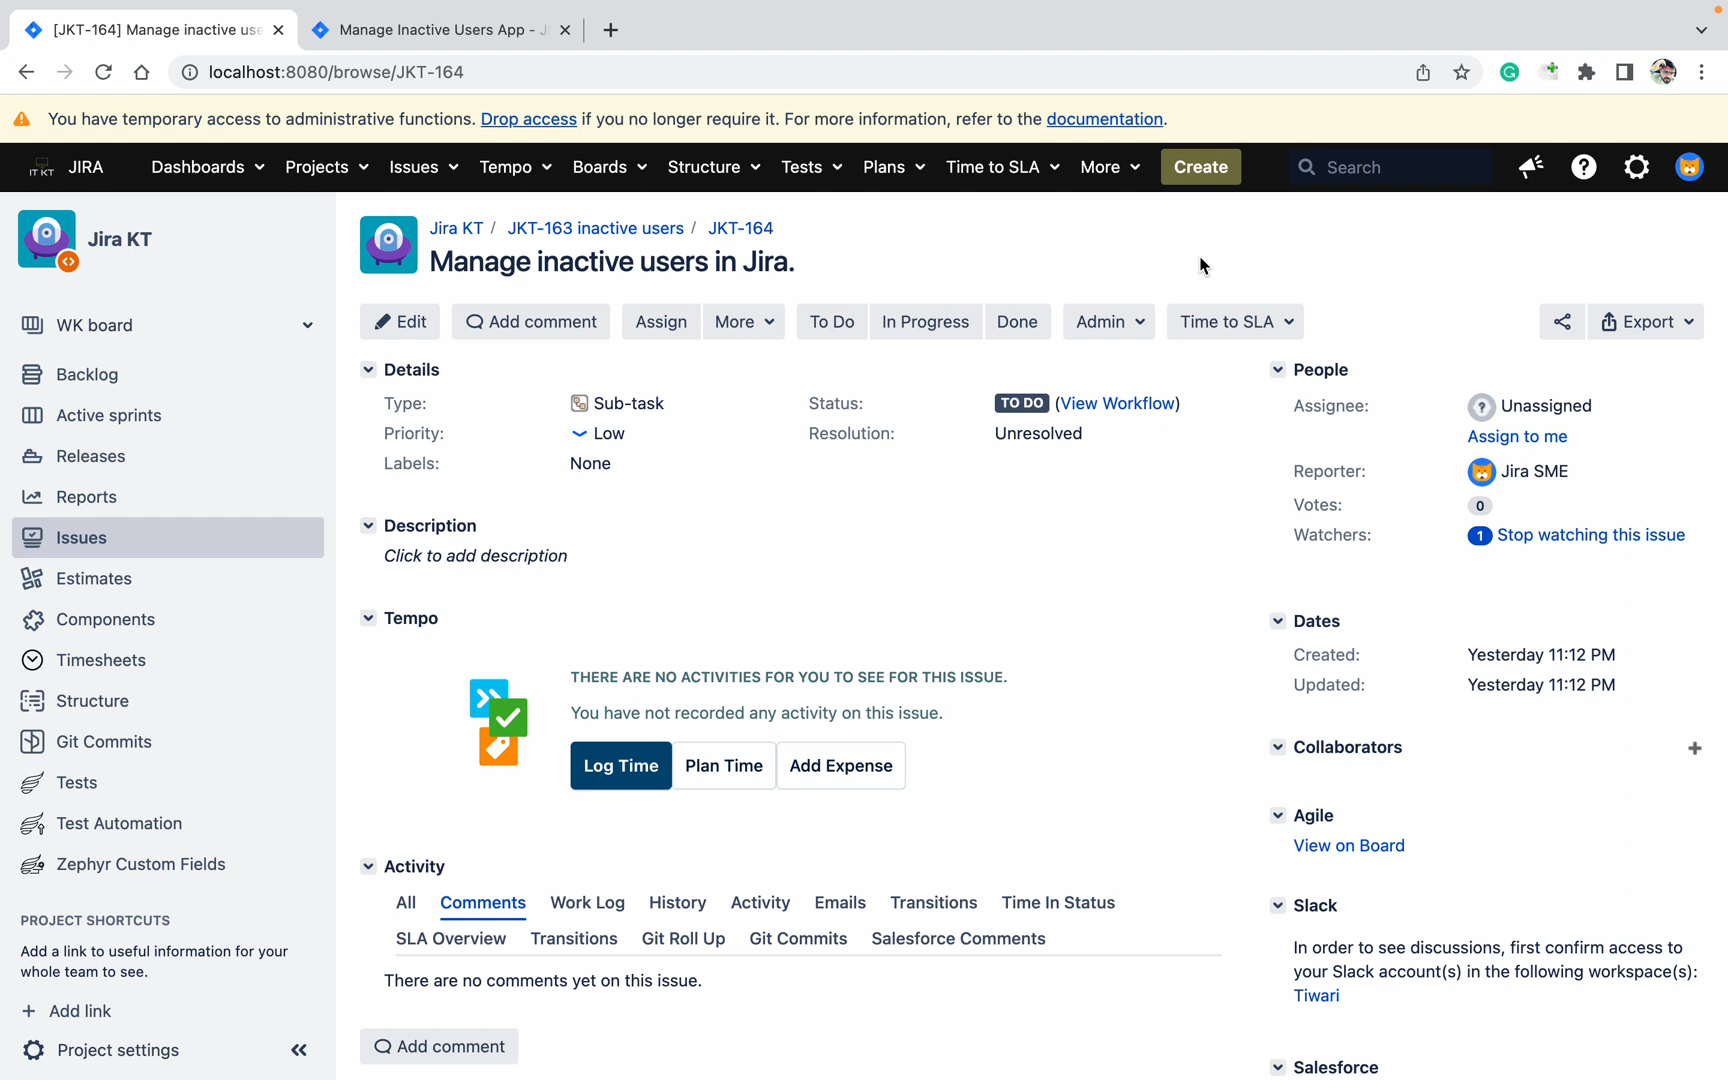 [JKT-164] Manage inactive use
Manage Inactive Users App - J
localhost:8080/browse/JKT-164
You have temporary access to administrative functions. Drop access if you no longer require it. For more information, refer to the documentation.
IT KT JIRA Dashboards Projects Issues Tempo Boards Structure Tests Plans Time to SLA More Create Search
Jira KT
WK board
Backlog
Active sprints
Releases
Reports
Issues
Estimates
Components
Timesheets
Structure
Git Commits
Tests
Test Automation
Zephyr Custom Fields
PROJECT SHORTCUTS
Add a link to useful information for your
whole team to see.
+ Add link
Project settings
Jira KT / JKT-163 inactive users / JKT-164
Manage inactive users in Jira.
Edit Add comment Assign More To Do In Progress Done Admin Time to SLA Export
Details
Type: Sub-task Status: TO DO (View Workflow)
Priority: Low Resolution: Unresolved
Labels: None
Description
Click to add description
Tempo
THERE ARE NO ACTIVITIES FOR YOU TO SEE FOR THIS ISSUE.
You have not recorded any activity on this issue.
Log Time Plan Time Add Expense
Activity
All Comments Work Log History Activity Emails Transitions Time In Status
SLA Overview Transitions Git Roll Up Git Commits Salesforce Comments
There are no comments yet on this issue.
Add comment
People
Assignee: Unassigned
Assign to me
Reporter: Jira SME
Votes: 0
Watchers: 1 Stop watching this issue
Dates
Created: Yesterday 11:12 PM
Updated: Yesterday 11:12 PM
Collaborators
Agile
View on Board
Slack
In order to see discussions, first confirm access to
your Slack account(s) in the following workspace(s):
Tiwari
Salesforce